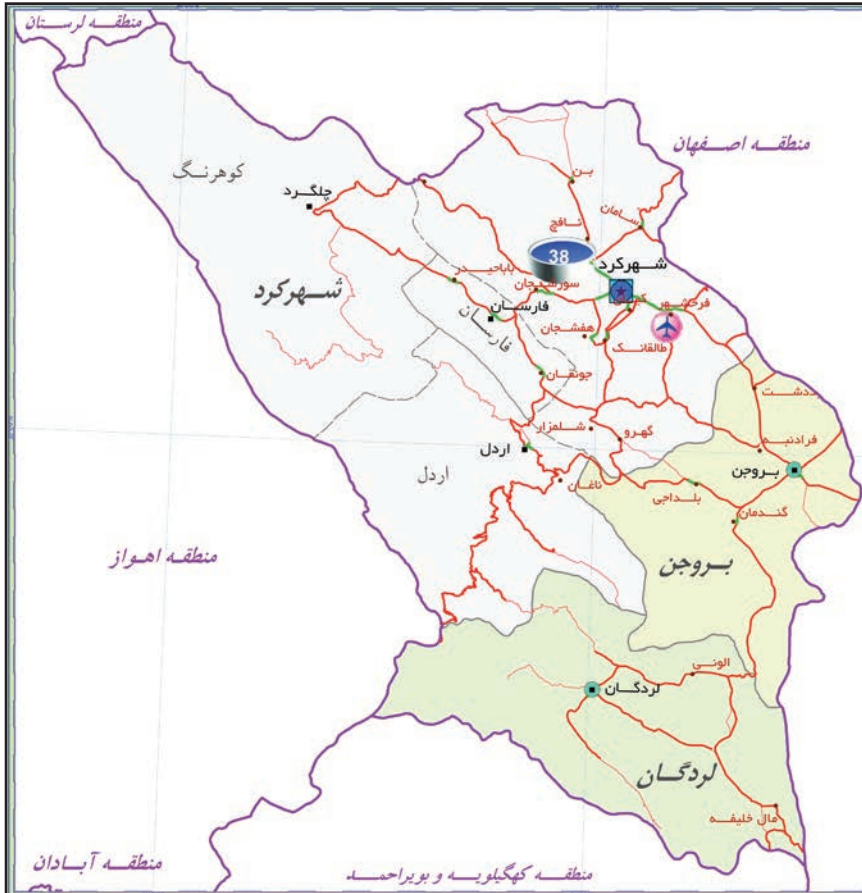 منطقه لرستان
منطقه اصفهان
کوهرنگ
چلگرد
بن
سامان
نافچ
38
شهرکرد
باباحیدر
سورشجان
شهرکرد
فارسان
فرخشهر
فارسان
هفشجان
طالقانک
جونقان
شلمزار
گهرو
فرادنبه
اردل
بروجن
اردل
ناغان
بلداجی
گندمان
منطقه اهواز
بروجن
الونی
لردگان
لردگان
مال خلیفه
منطقه آبادان
منطقه کهگیلویه و بویراحمد